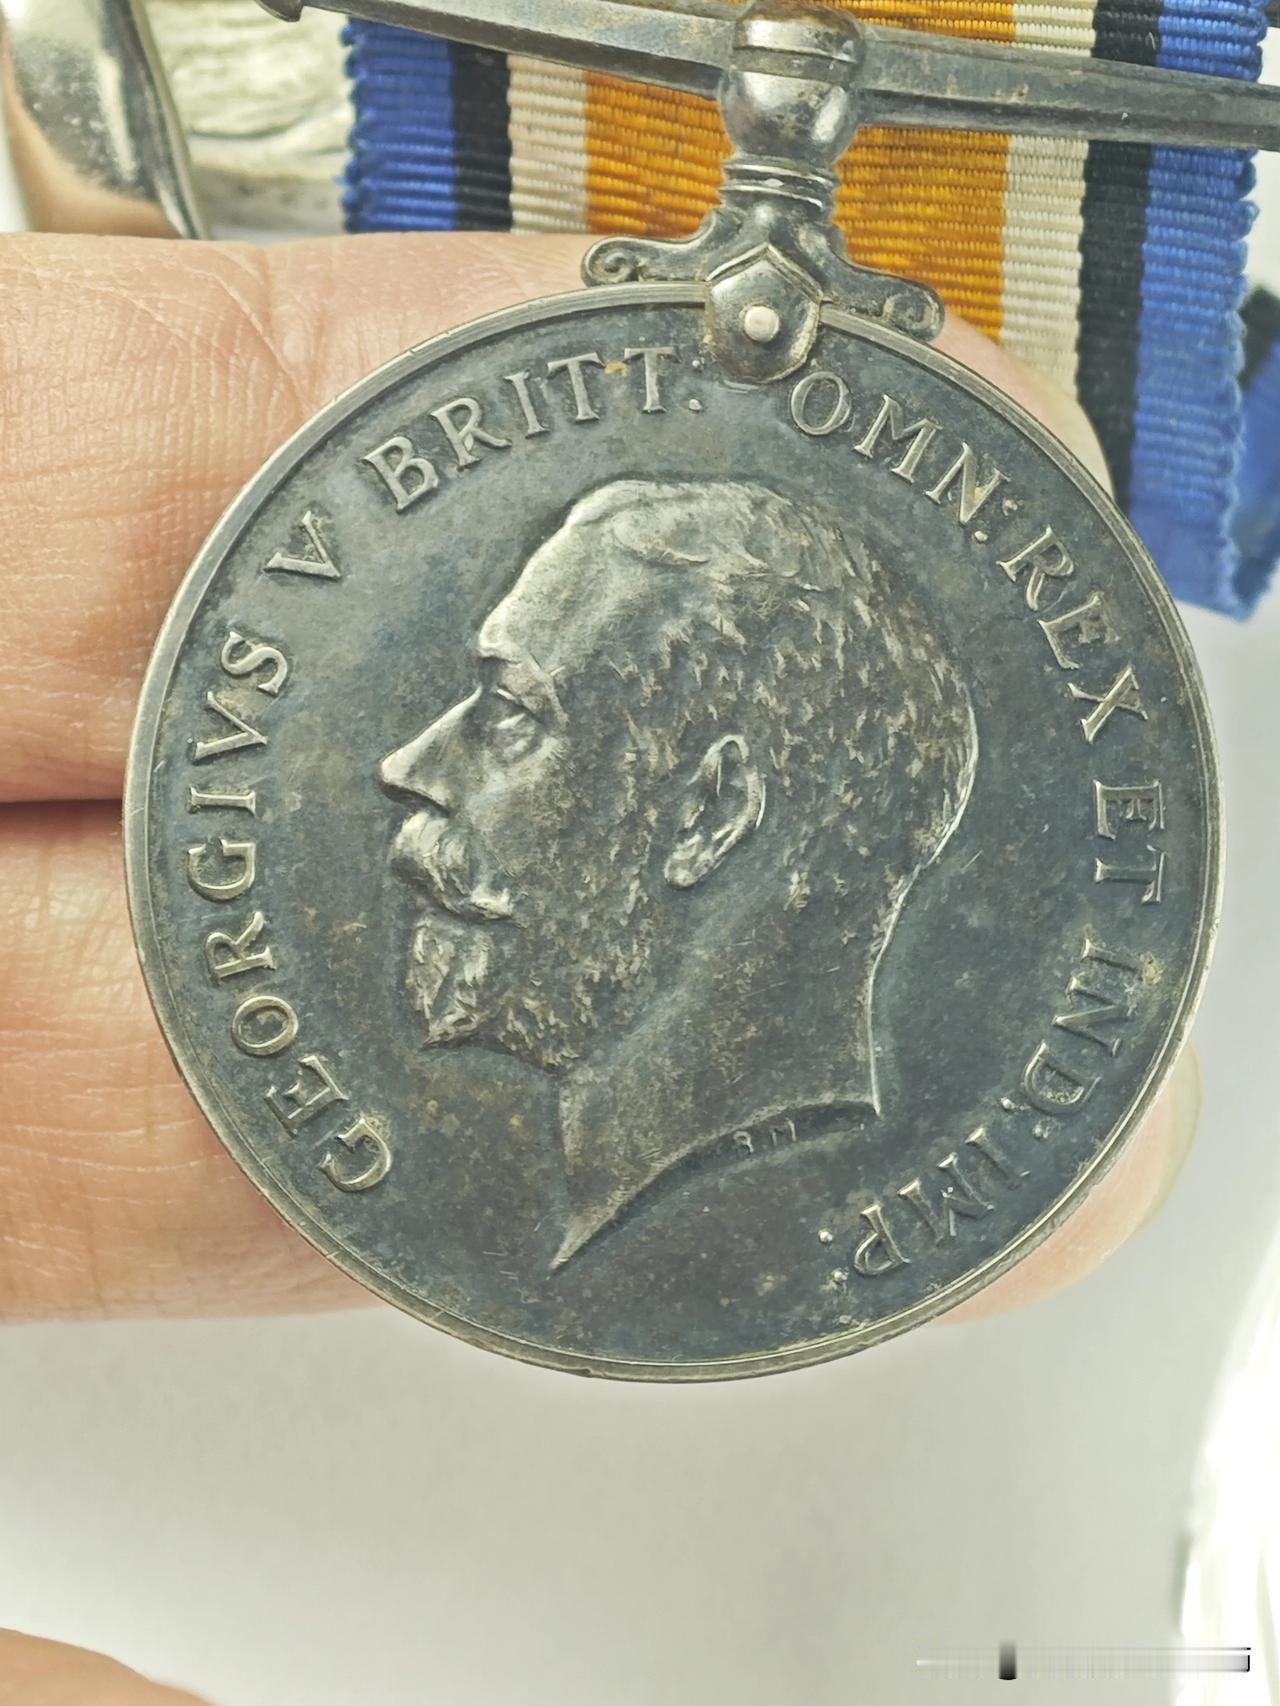 GEORGIVS V BRITT: OMN: REX ET IND: IMP:
BM